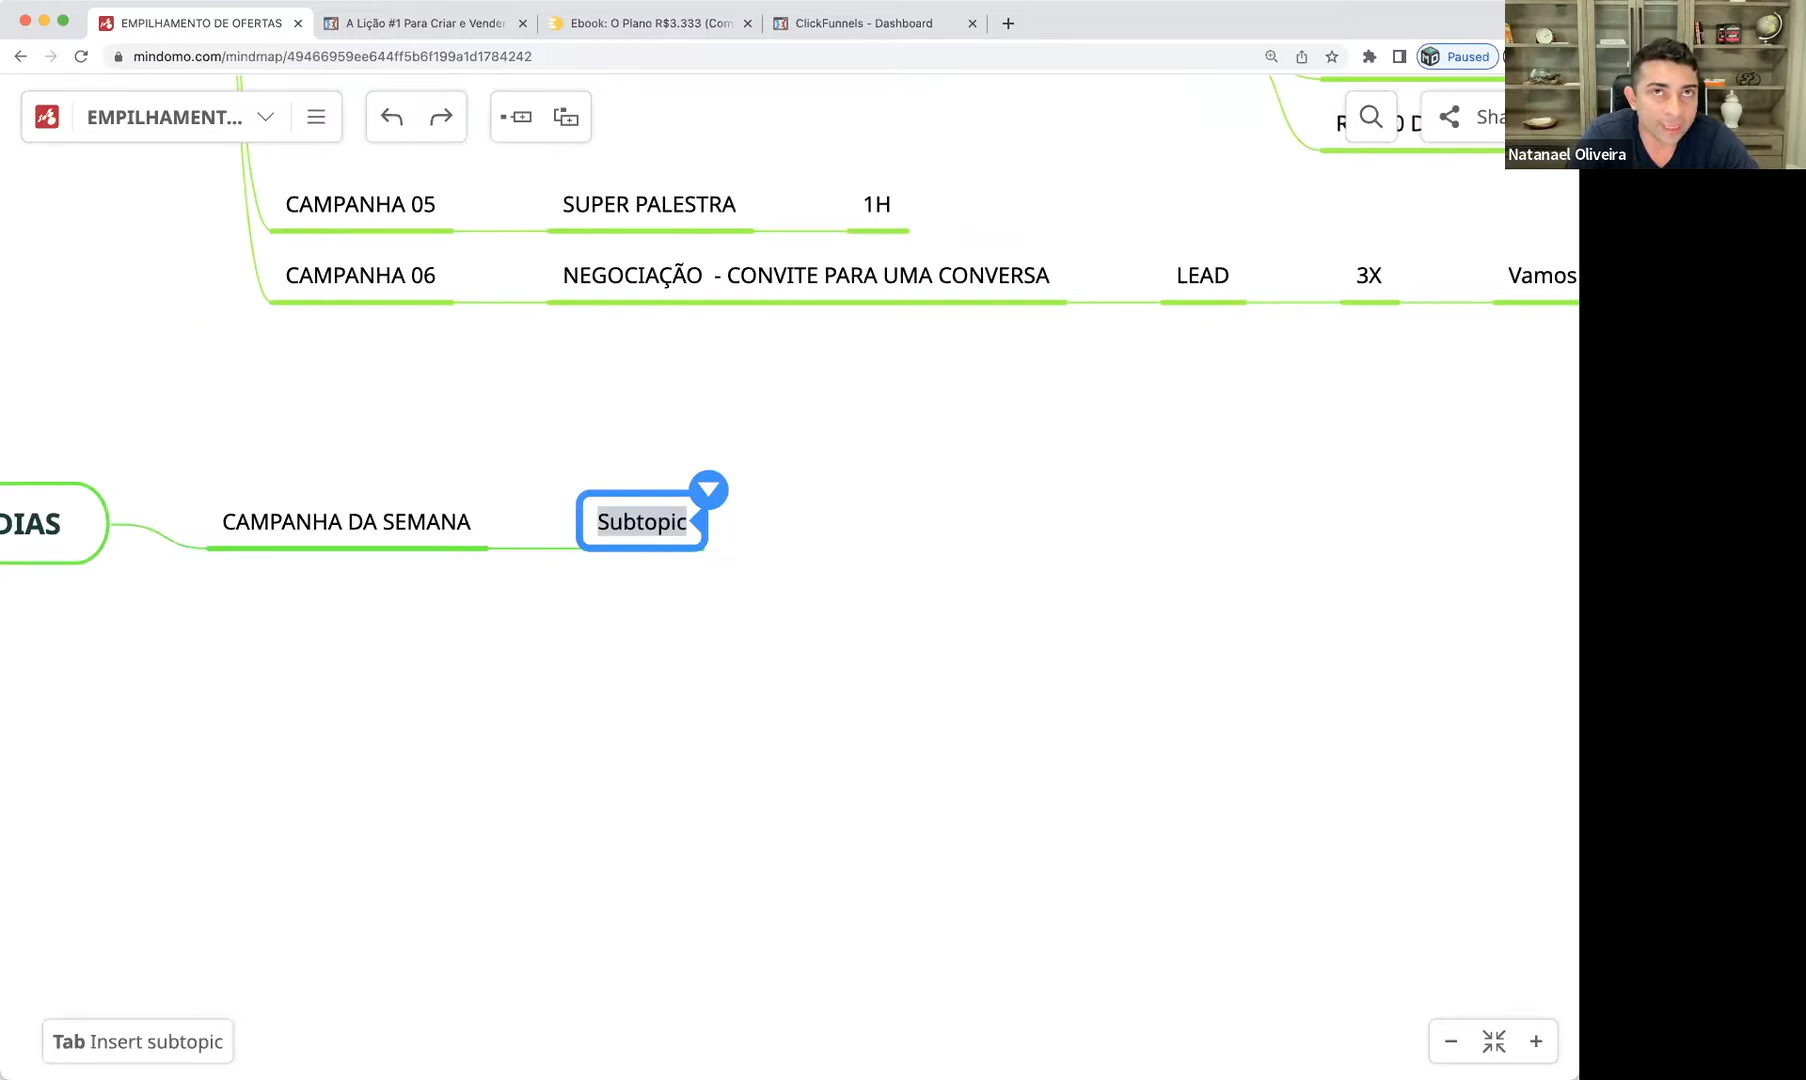 EMPILHAMENTO DE OFERTAS
A Lição #1 Para Criar e Vender
Ebook: O Plano R$3.333 (Com
ClickFunnels - Dashboard
mindomo.com/mindmap/49466959ee644ff5b6f199a1d1784242
Paused
EMPILHAMENT...
Sha
Natanael Oliveira
CAMPANHA 05 SUPER PALESTRA 1H
CAMPANHA 06 NEGOCIAÇÃO - CONVITE PARA UMA CONVERSA LEAD 3X Vamos
DIAS
CAMPANHA DA SEMANA
Subtopic
Tab Insert subtopic